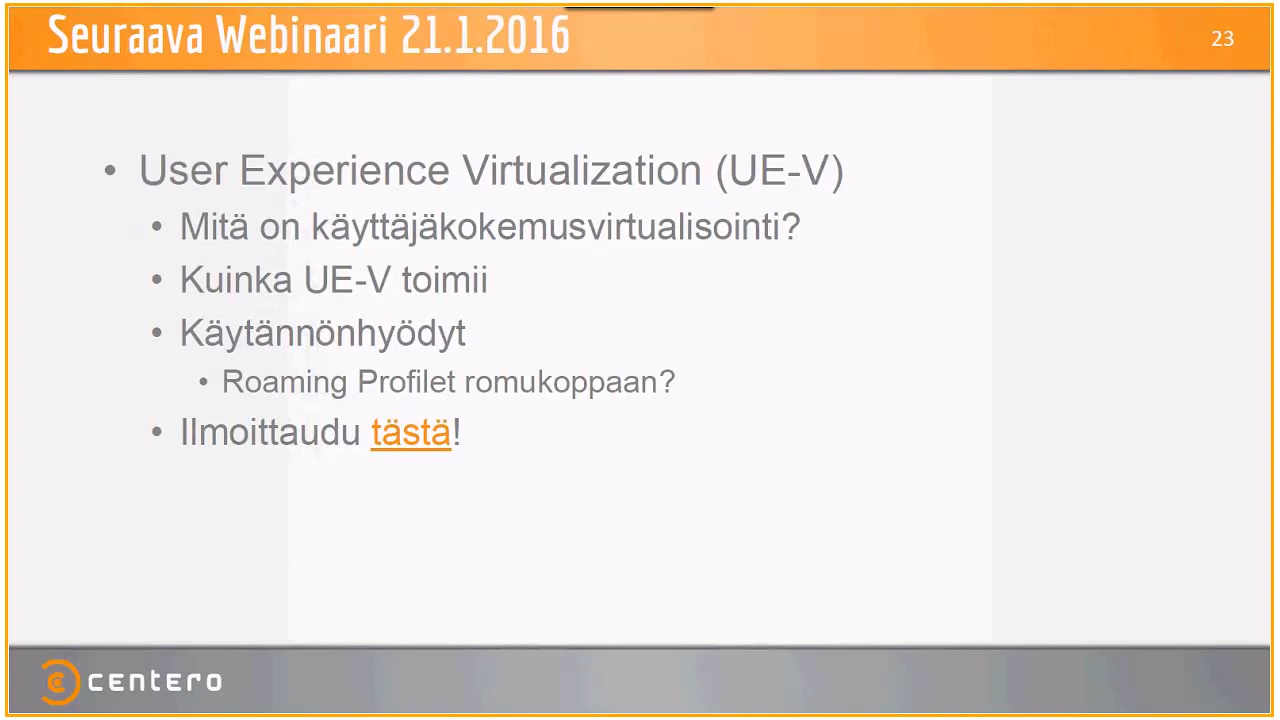 Seuraava Webinaari 21.1.2016
23
• User Experience Virtualization (UE-V)
• Mitä on käyttäjäkokemusvirtualisointi?
• Kuinka UE-V toimii
• Käytännönhyödyt
• Roaming Profilet romukoppaan?
• Ilmoittaudu tästä!
centero